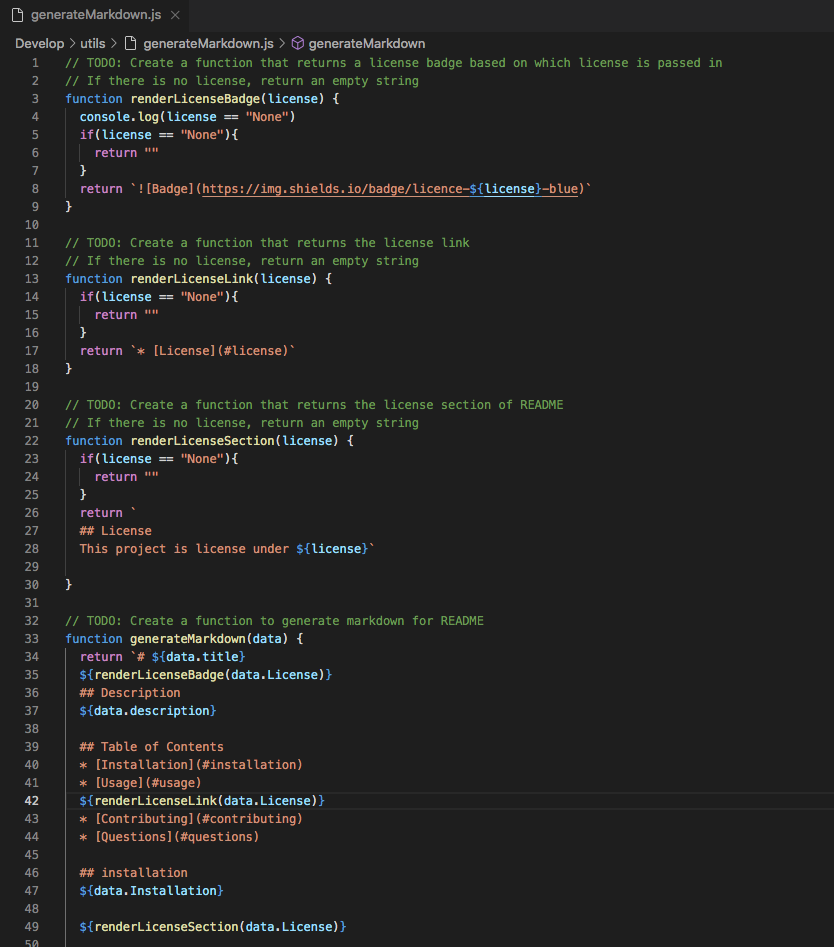 generateMarkdown.js ×
Develop > utils > generateMarkdown.js > generateMarkdown
1 // TODO: Create a function that returns a license badge based on which license is passed in
2 // If there is no license, return an empty string
3 function renderLicenseBadge(license) {
4   console.log(license == "None")
5   if(license == "None"){
6     return ""
7   }
8   return `![Badge](https://img.shields.io/badge/licence-${license}-blue)`
9 }
10
11 // TODO: Create a function that returns the license link
12 // If there is no license, return an empty string
13 function renderLicenseLink(license) {
14   if(license == "None"){
15     return ""
16   }
17   return `* [License](#license)`
18 }
19
20 // TODO: Create a function that returns the license section of README
21 // If there is no license, return an empty string
22 function renderLicenseSection(license) {
23   if(license == "None"){
24     return ""
25   }
26   return `
27   ## License
28   This project is license under ${license}`
29
30 }
31
32 // TODO: Create a function to generate markdown for README
33 function generateMarkdown(data) {
34   return `# ${data.title}
35   ${renderLicenseBadge(data.License)}
36   ## Description
37   ${data.description}
38
39   ## Table of Contents
40   * [Installation](#installation)
41   * [Usage](#usage)
42   ${renderLicenseLink(data.License)}
43   * [Contributing](#contributing)
44   * [Questions](#questions)
45
46   ## installation
47   ${data.Installation}
48
49   ${renderLicenseSection(data.License)}
50